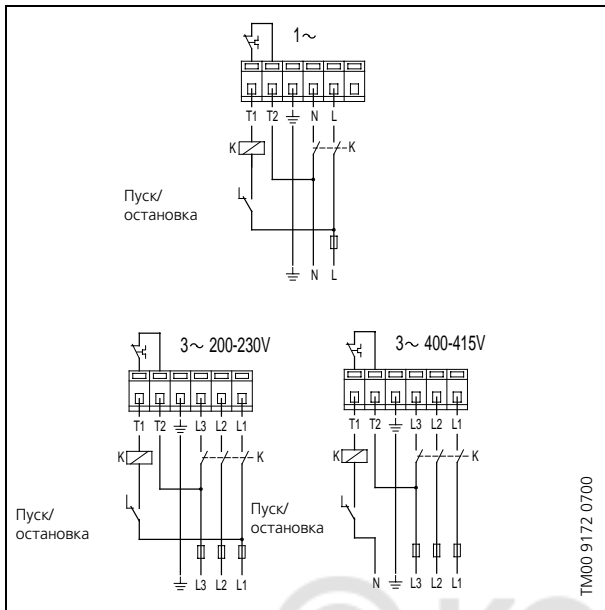 1~
T1 T2 N L
K K
Пуск/
остановка
N L
3~ 200-230V
T1 T2 L3 L2 L1
K K
Пуск/
остановка
L3 L2 L1
3~ 400-415V
T1 T2 L3 L2 L1
K K
Пуск/
остановка
N L3 L2 L1
TM00 9172 0700